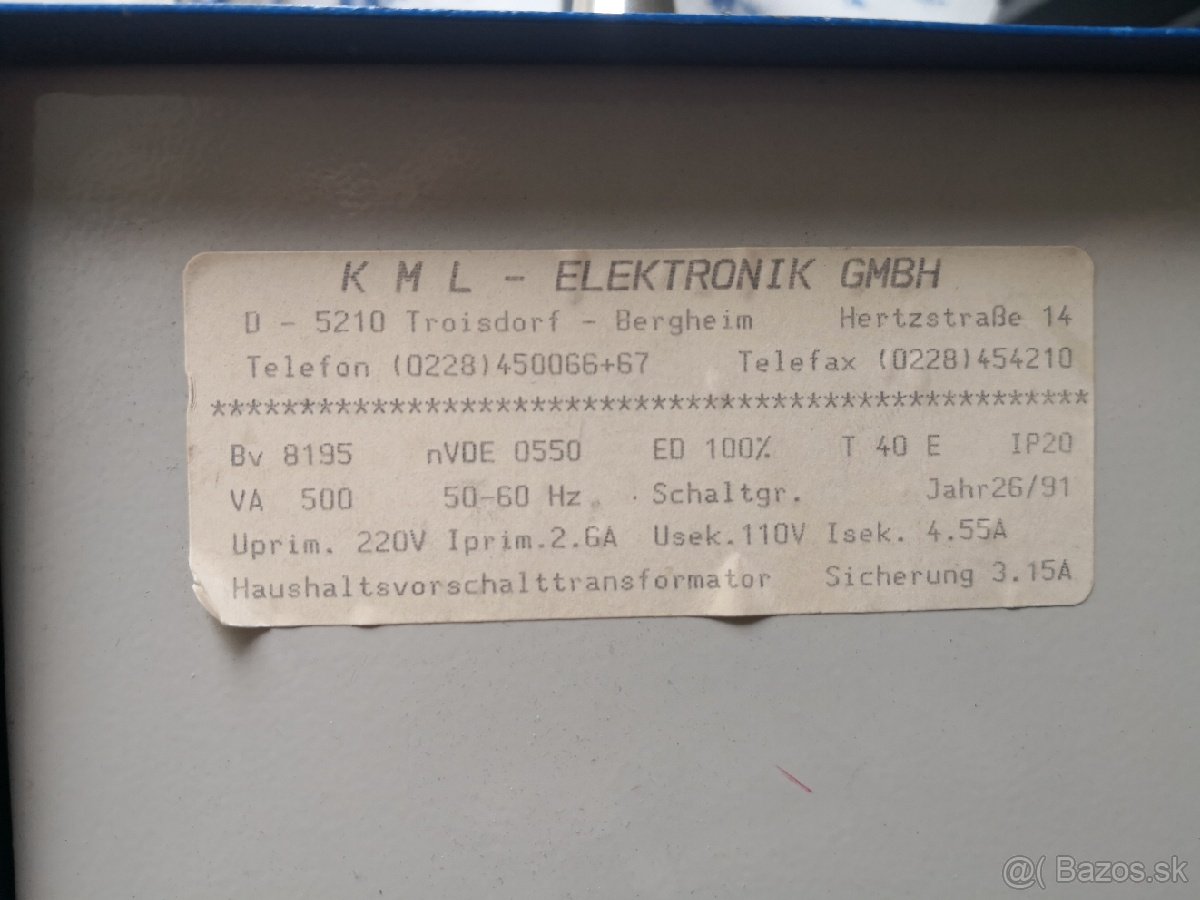 K M L - ELEKTRONIK GMBH
D - 5210 Troisdorf - Bergheim Hertzstraße 14
Telefon (0228)450066+67 Telefax (0228)454210
**************************************************
Bv 8195 nVDE 0550 ED 100% T 40 E IP20
VA 500 50-60 Hz. Schaltgr. Jahr26/91
Uprim. 220V Iprim.2.6A Usek.110V Isek. 4.55A
Haushaltsvorschalttransformator Sicherung 3.15A
@( Bazos.sk